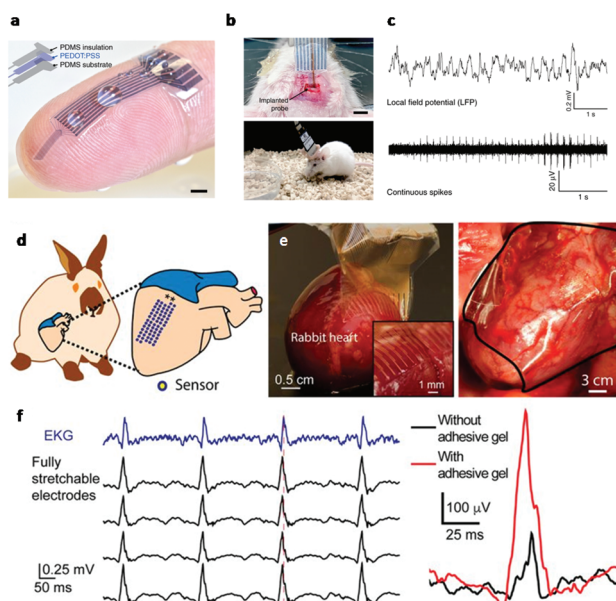 a
PDMS insulation
PEDOT:PSS
PDMS substrate
b
Implanted
probe
c
Local field potential (LFP)
0.2 mV
1 s
Continuous spikes
20 μV
1 s
d
Sensor
e
Rabbit heart
0.5 cm
1 mm
3 cm
f
EKG
Fully
stretchable
electrodes
0.25 mV
50 ms
Without
adhesive gel
With
adhesive gel
100 μV
25 ms